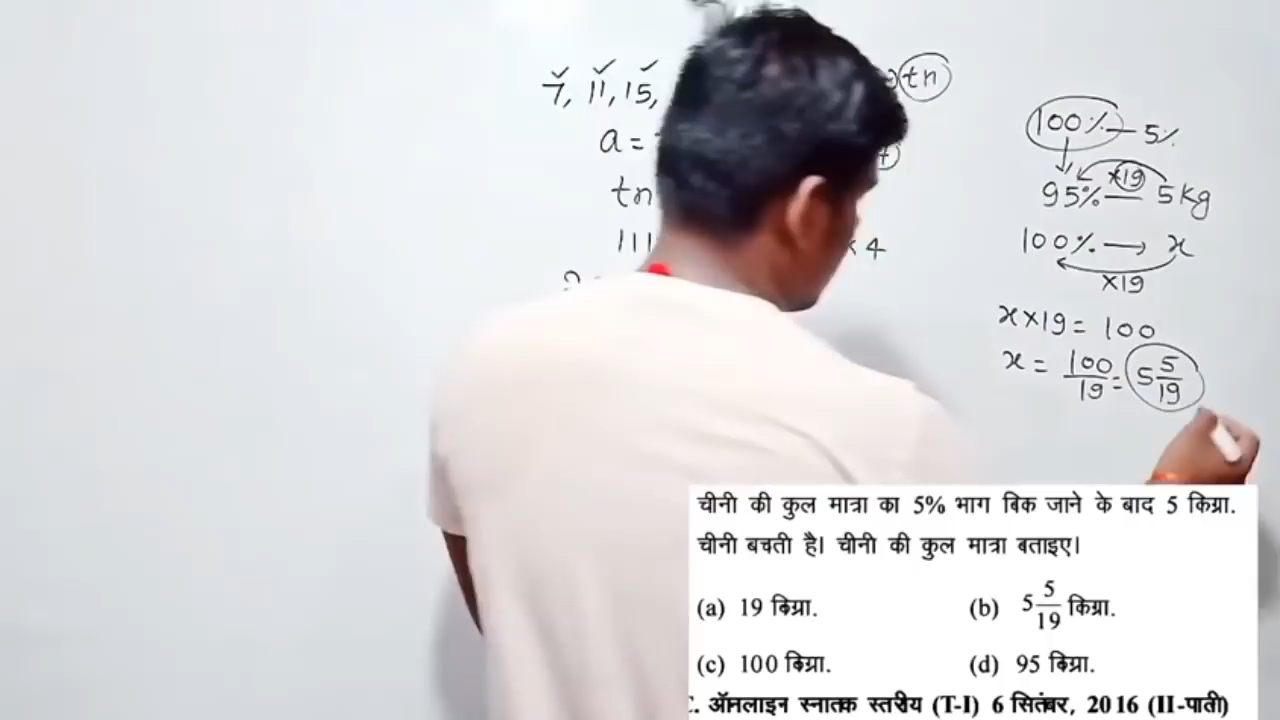 7, 11, 15,
tn
a =
tn
111 × 4
100% — 5%
×19
95% — 5kg
100% → x
×19
x×19 = 100
x = 100/19 = 5 5/19
चीनी की कुल मात्रा का 5% भाग बिक जाने के बाद 5 किग्रा.
चीनी बचती है। चीनी की कुल मात्रा बताइए।
(a) 19 किग्रा. (b) 5 5/19 किग्रा.
(c) 100 किग्रा. (d) 95 किग्रा.
ऑनलाइन स्नातक स्तरीय (T-I) 6 सितंबर, 2016 (II-पाली)